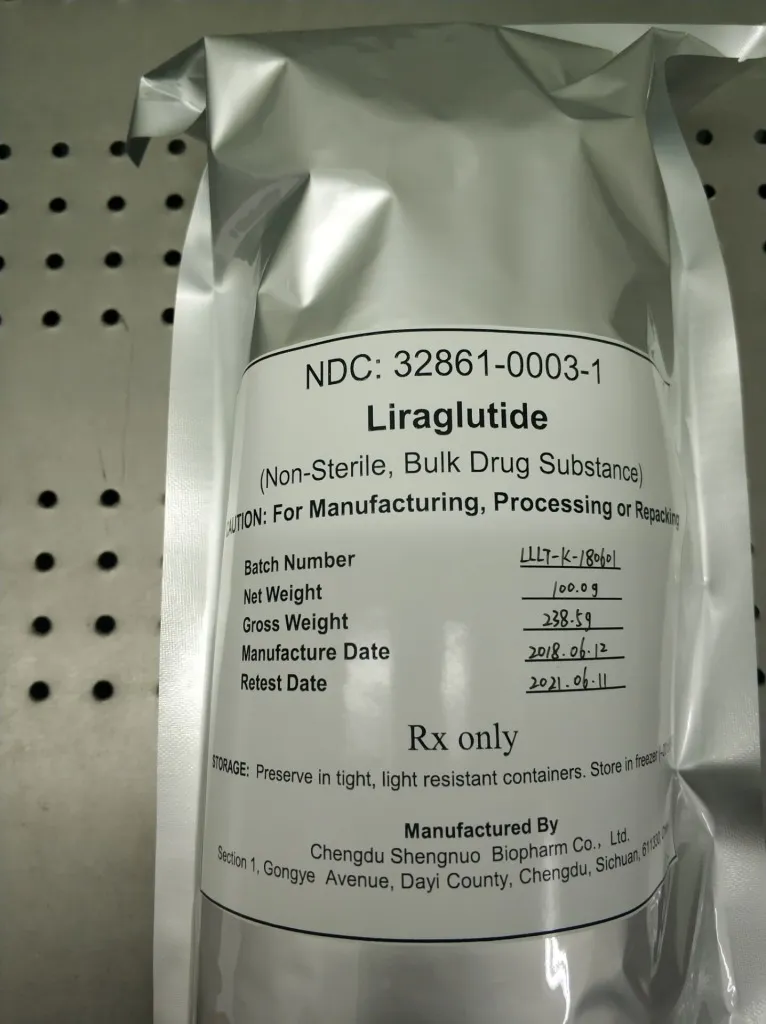 NDC: 32861-0003-1
Liraglutide
(Non-Sterile, Bulk Drug Substance)
CAUTION: For Manufacturing, Processing or Repacking
Batch Number LLLT-K-180601
Net Weight 100.0g
Gross Weight 238.5g
Manufacture Date 2018.06.12
Retest Date 2021.06.11
Rx only
STORAGE: Preserve in tight, light resistant containers. Store in freezer
Manufactured By
Chengdu Shengnuo Biopharm Co., Ltd.
Section 1, Gongye Avenue, Dayi County, Chengdu, Sichuan, 611330,